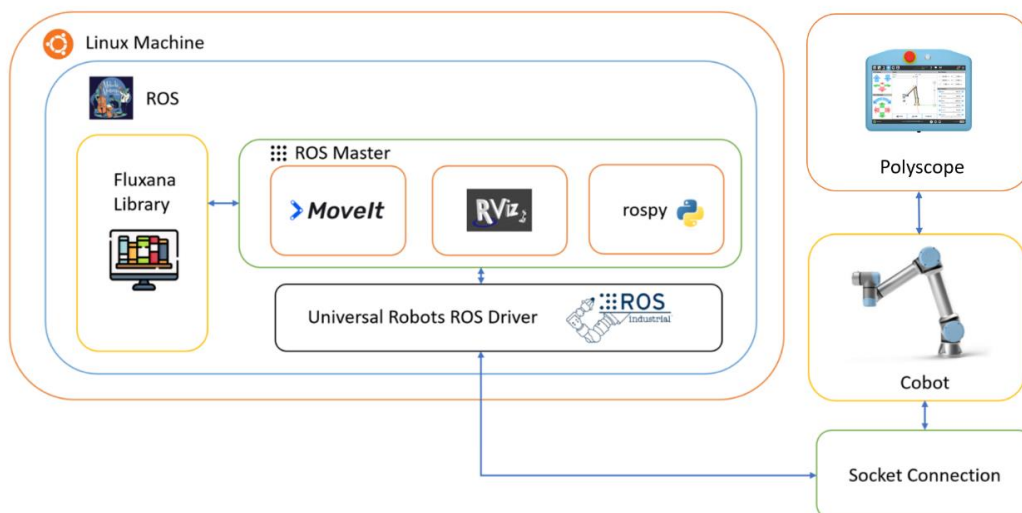 Linux Machine
ROS
Fluxana
Library
ROS Master
MoveIt
RViz
rospy
Universal Robots ROS Driver
ROS
Industrial
Polyscope
Cobot
Socket Connection